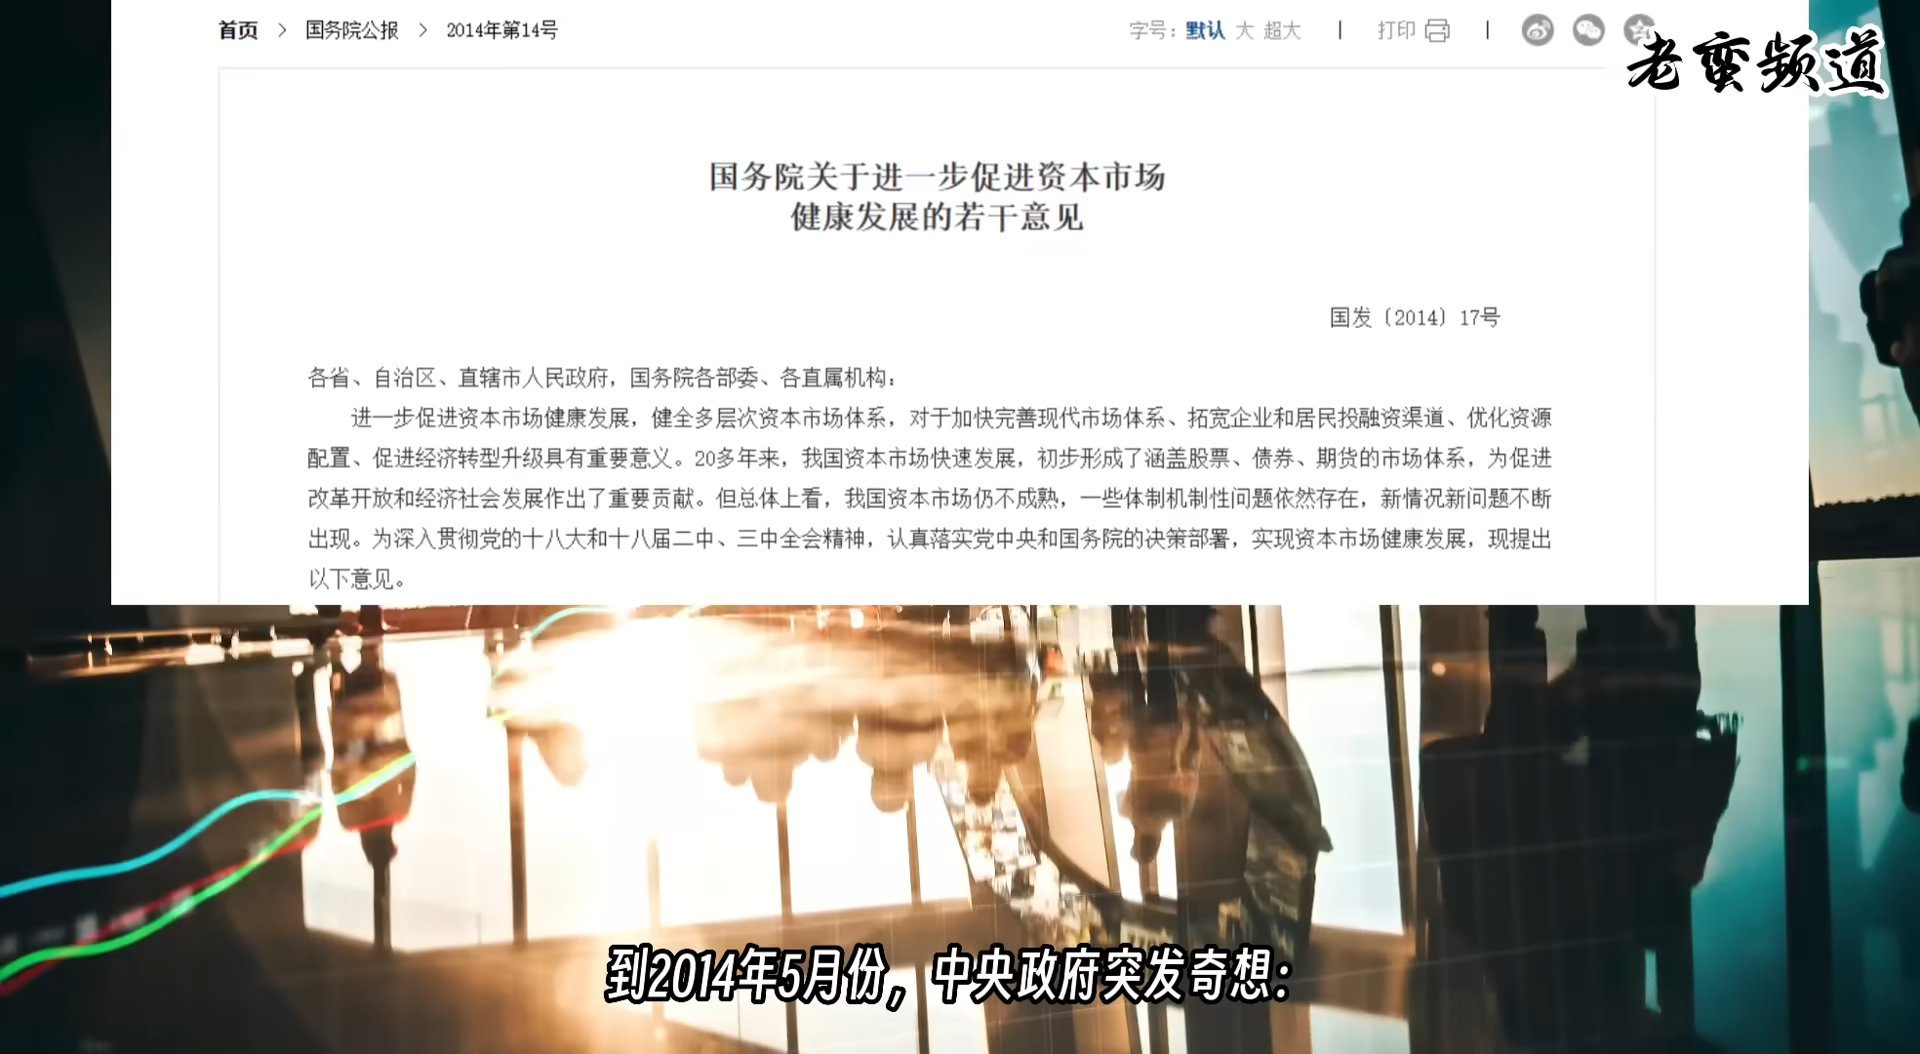 首页 > 国务院公报 > 2014年第14号
字号：默认 大 超大 | 打印 |
老蛮频道
国务院关于进一步促进资本市场
健康发展的若干意见
国发〔2014〕17号
各省、自治区、直辖市人民政府，国务院各部委、各直属机构：
进一步促进资本市场健康发展，健全多层次资本市场体系，对于加快完善现代市场体系、拓宽企业和居民投融资渠道、优化资源
配置、促进经济转型升级具有重要意义。20多年来，我国资本市场快速发展，初步形成了涵盖股票、债券、期货的市场体系，为促进
改革开放和经济社会发展作出了重要贡献。但总体上看，我国资本市场仍不成熟，一些体制机制性问题依然存在，新情况新问题不断
出现。为深入贯彻党的十八大和十八届二中、三中全会精神，认真落实党中央和国务院的决策部署，实现资本市场健康发展，现提出
以下意见。
到2014年5月份，中央政府突发奇想：